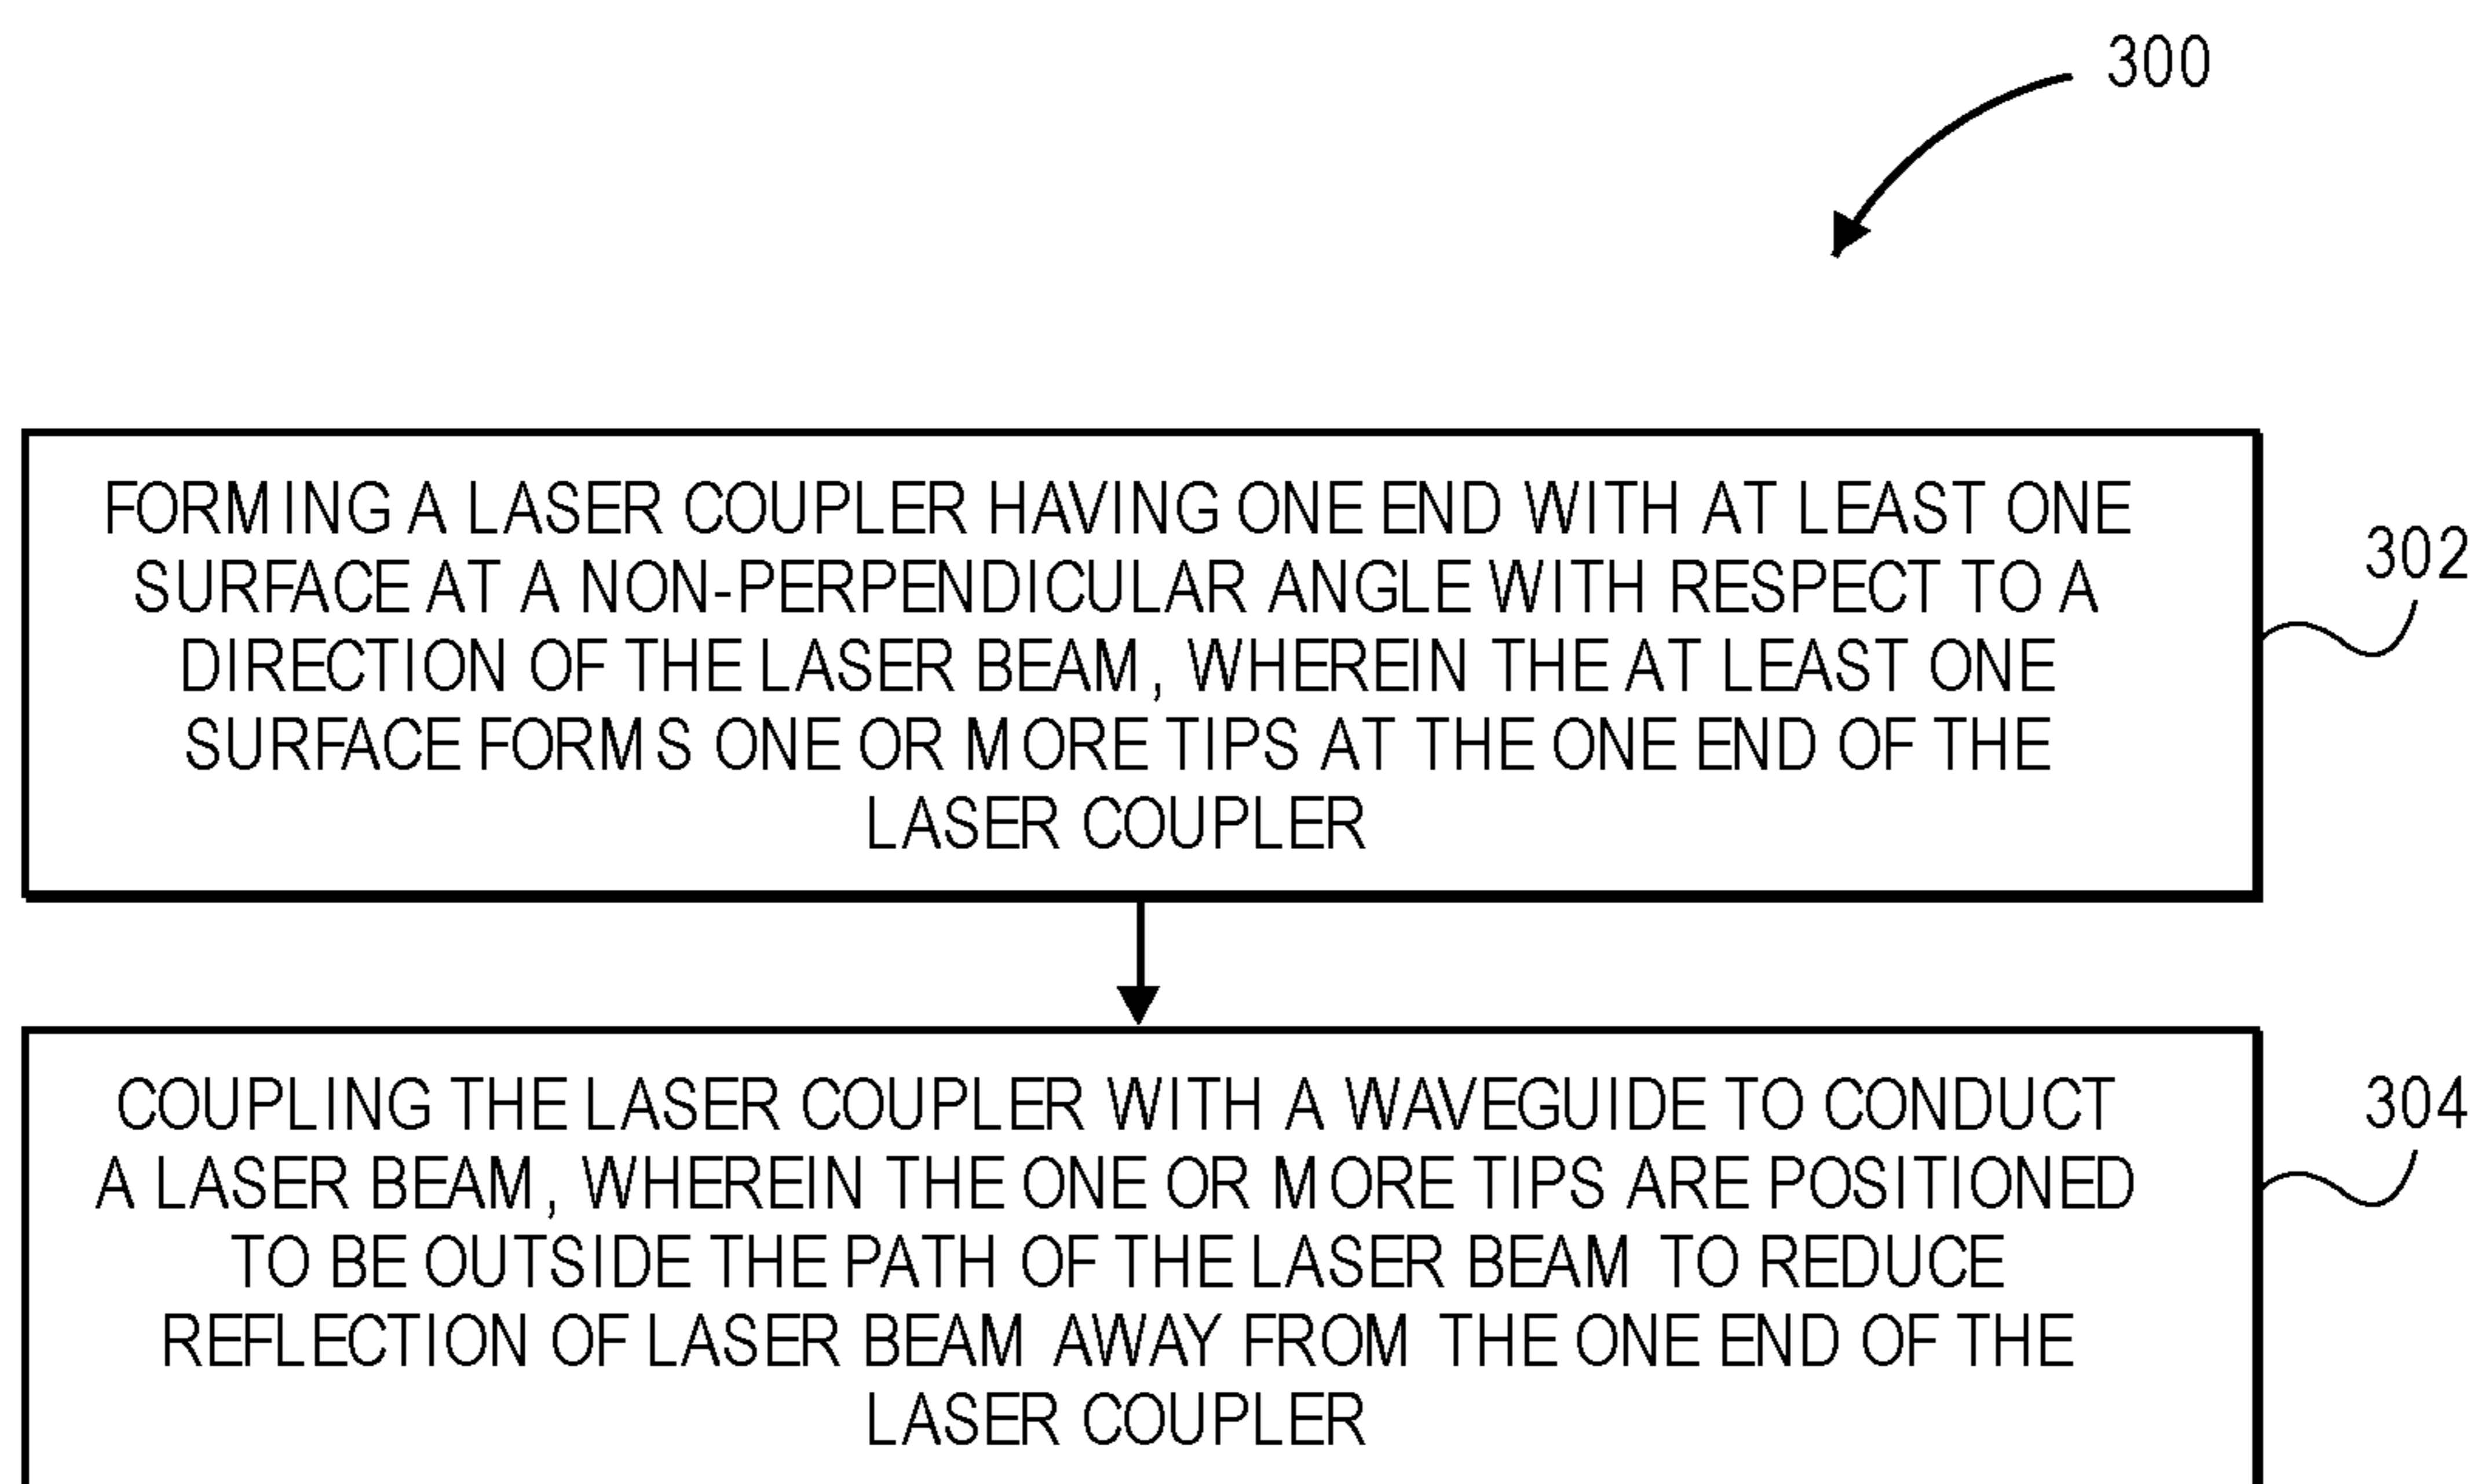 300
FORMING A LASER COUPLER HAVING ONE END WITH AT LEAST ONE
SURFACE AT A NON-PERPENDICULAR ANGLE WITH RESPECT TO A
DIRECTION OF THE LASER BEAM, WHEREIN THE AT LEAST ONE
SURFACE FORMS ONE OR MORE TIPS AT THE ONE END OF THE
LASER COUPLER
302
COUPLING THE LASER COUPLER WITH A WAVEGUIDE TO CONDUCT
A LASER BEAM, WHEREIN THE ONE OR MORE TIPS ARE POSITIONED
TO BE OUTSIDE THE PATH OF THE LASER BEAM TO REDUCE
REFLECTION OF LASER BEAM AWAY FROM THE ONE END OF THE
LASER COUPLER
304